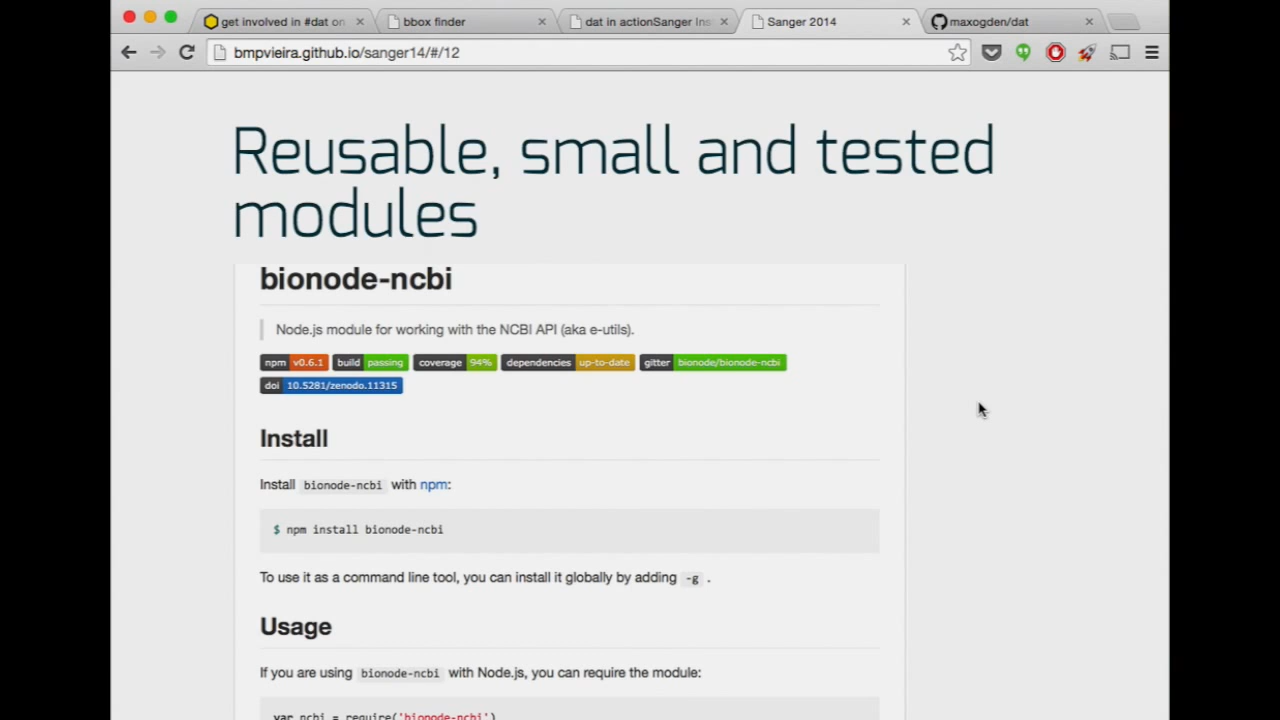 get involved in #dat on
bbox finder
dat in actionSanger Ins
Sanger 2014
maxogden/dat
bmpvieira.github.io/sanger14/#/12
Reusable, small and tested
modules
bionode-ncbi
Node.js module for working with the NCBI API (aka e-utils).
npm v0.6.1 build passing coverage 94% dependencies up-to-date gitter bionode/bionode-ncbi
doi 10.5281/zenodo.11315
Install
Install bionode-ncbi with npm:
$ npm install bionode-ncbi
To use it as a command line tool, you can install it globally by adding -g .
Usage
If you are using bionode-ncbi with Node.js, you can require the module:
var ncbi = require('bionode-ncbi')